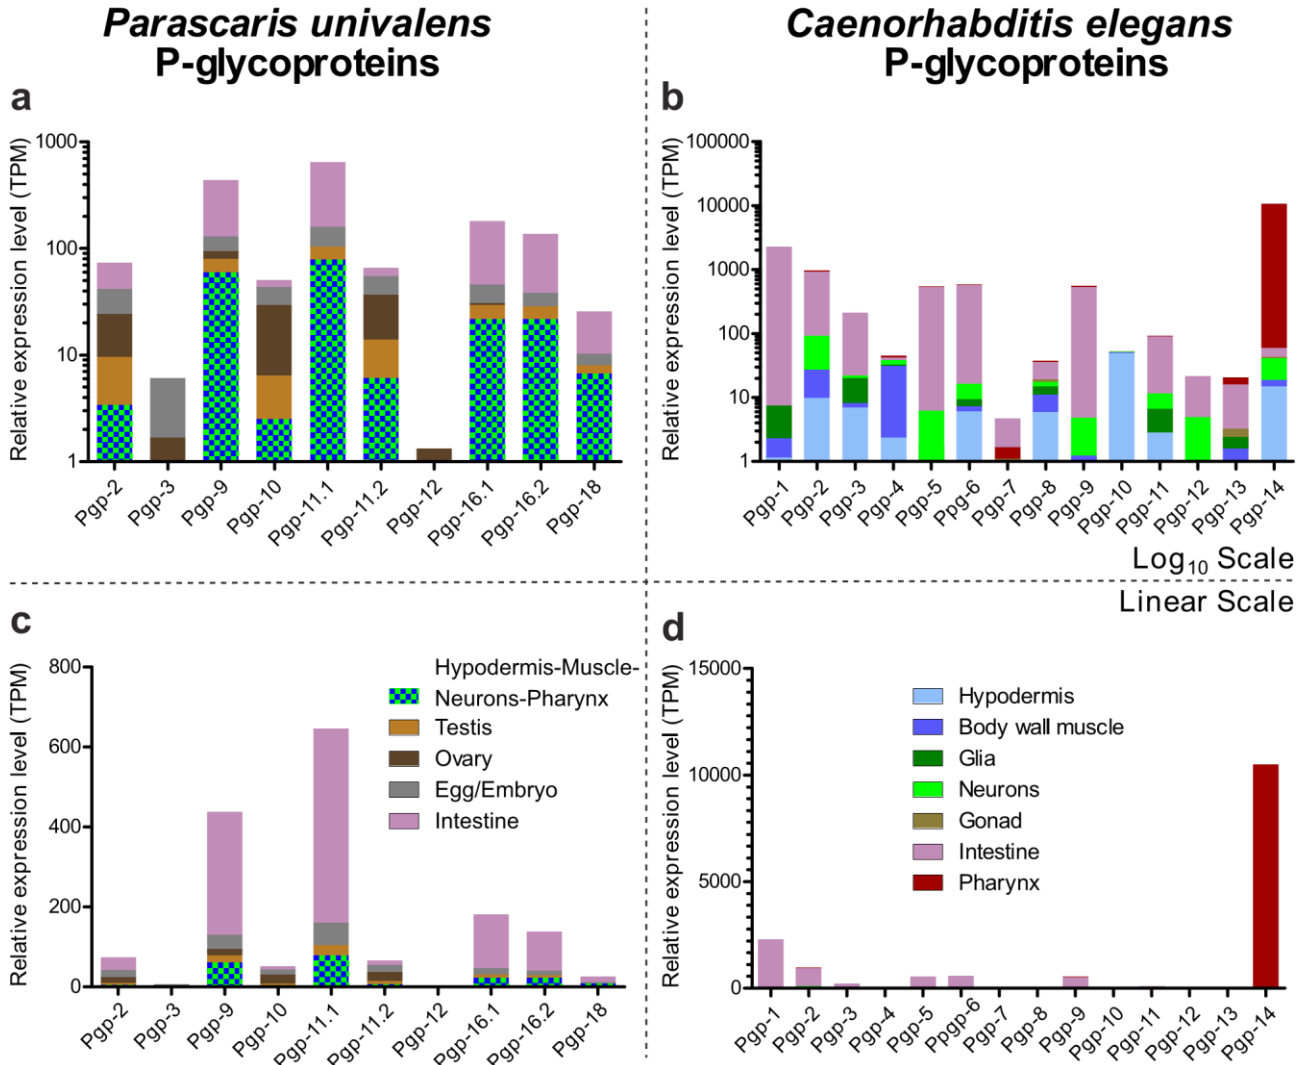 Parascaris univalens
P-glycoproteins
Caenorhabditis elegans
P-glycoproteins
a
Relative expression level (TPM)
1000
100
10
1
Pgp-2
Pgp-3
Pgp-9
Pgp-10
Pgp-11.1
Pgp-11.2
Pgp-12
Pgp-16.1
Pgp-16.2
Pgp-18
b
Relative expression level (TPM)
100000
10000
1000
100
10
1
Pgp-1
Pgp-2
Pgp-3
Pgp-4
Pgp-5
Ppg-6
Pgp-7
Pgp-8
Pgp-9
Pgp-10
Pgp-11
Pgp-12
Pgp-13
Pgp-14
Log₁₀ Scale
Linear Scale
c
Relative expression level (TPM)
800
600
400
200
0
Hypodermis-Muscle-
Neurons-Pharynx
Testis
Ovary
Egg/Embryo
Intestine
Pgp-2
Pgp-3
Pgp-9
Pgp-10
Pgp-11.1
Pgp-11.2
Pgp-12
Pgp-16.1
Pgp-16.2
Pgp-18
d
Relative expression level (TPM)
15000
10000
5000
0
Hypodermis
Body wall muscle
Glia
Neurons
Gonad
Intestine
Pharynx
Pgp-1
Pgp-2
Pgp-3
Pgp-4
Pgp-5
Ppg-6
Pgp-7
Pgp-8
Pgp-9
Pgp-10
Pgp-11
Pgp-12
Pgp-13
Pgp-14